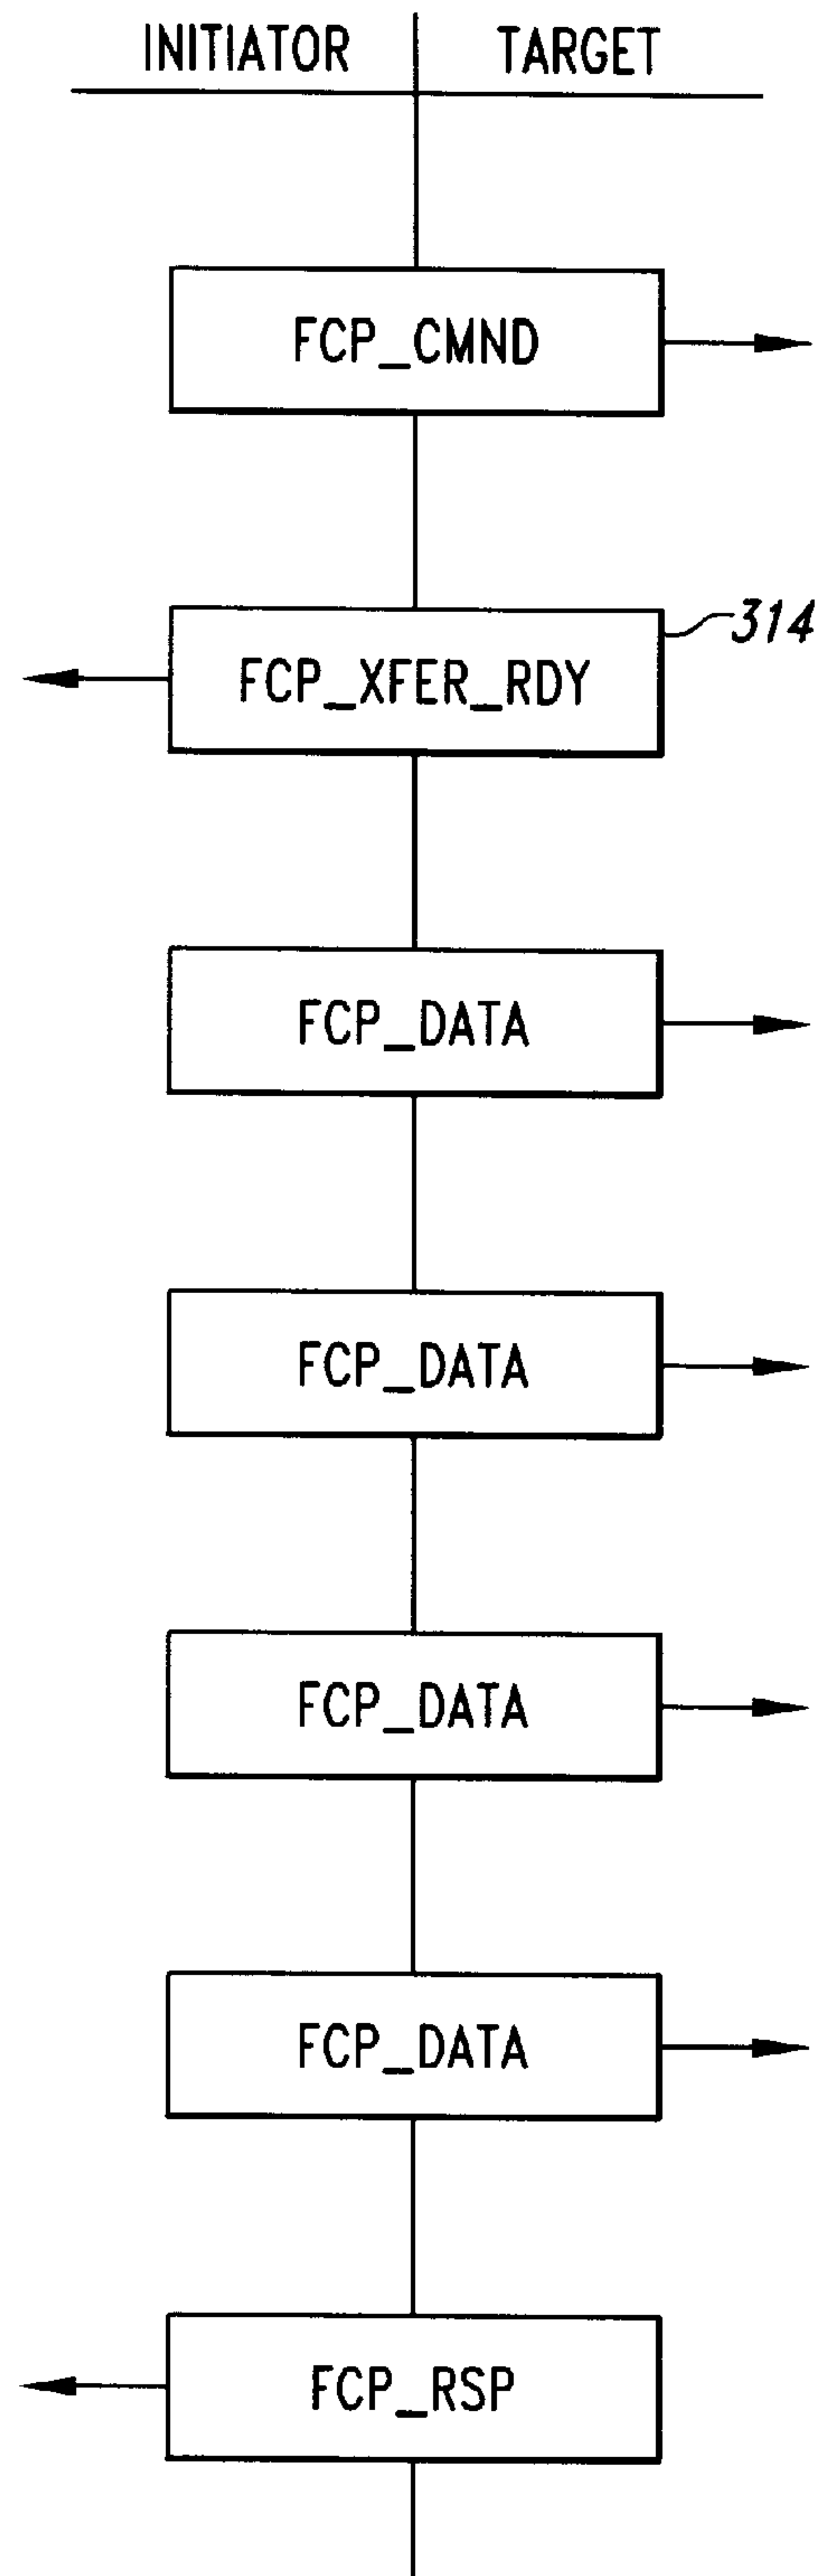 INITIATOR TARGET
FCP_CMND
314
FCP_XFER_RDY
FCP_DATA
FCP_DATA
FCP_DATA
FCP_DATA
FCP_RSP